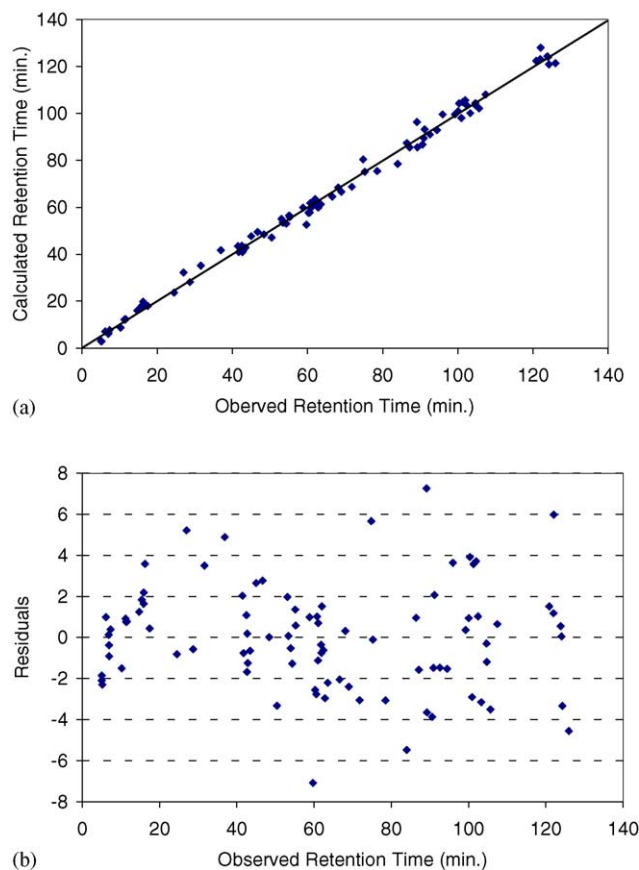 140
120
100
80
60
40
20
0
Calculated Retention Time (min.)
0 20 40 60 80 100 120 140
(a)
Oberved Retention Time (min.)
8
6
4
2
0
-2
-4
-6
-8
Residuals
0 20 40 60 80 100 120 140
(b)
Observed Retention Time (min.)